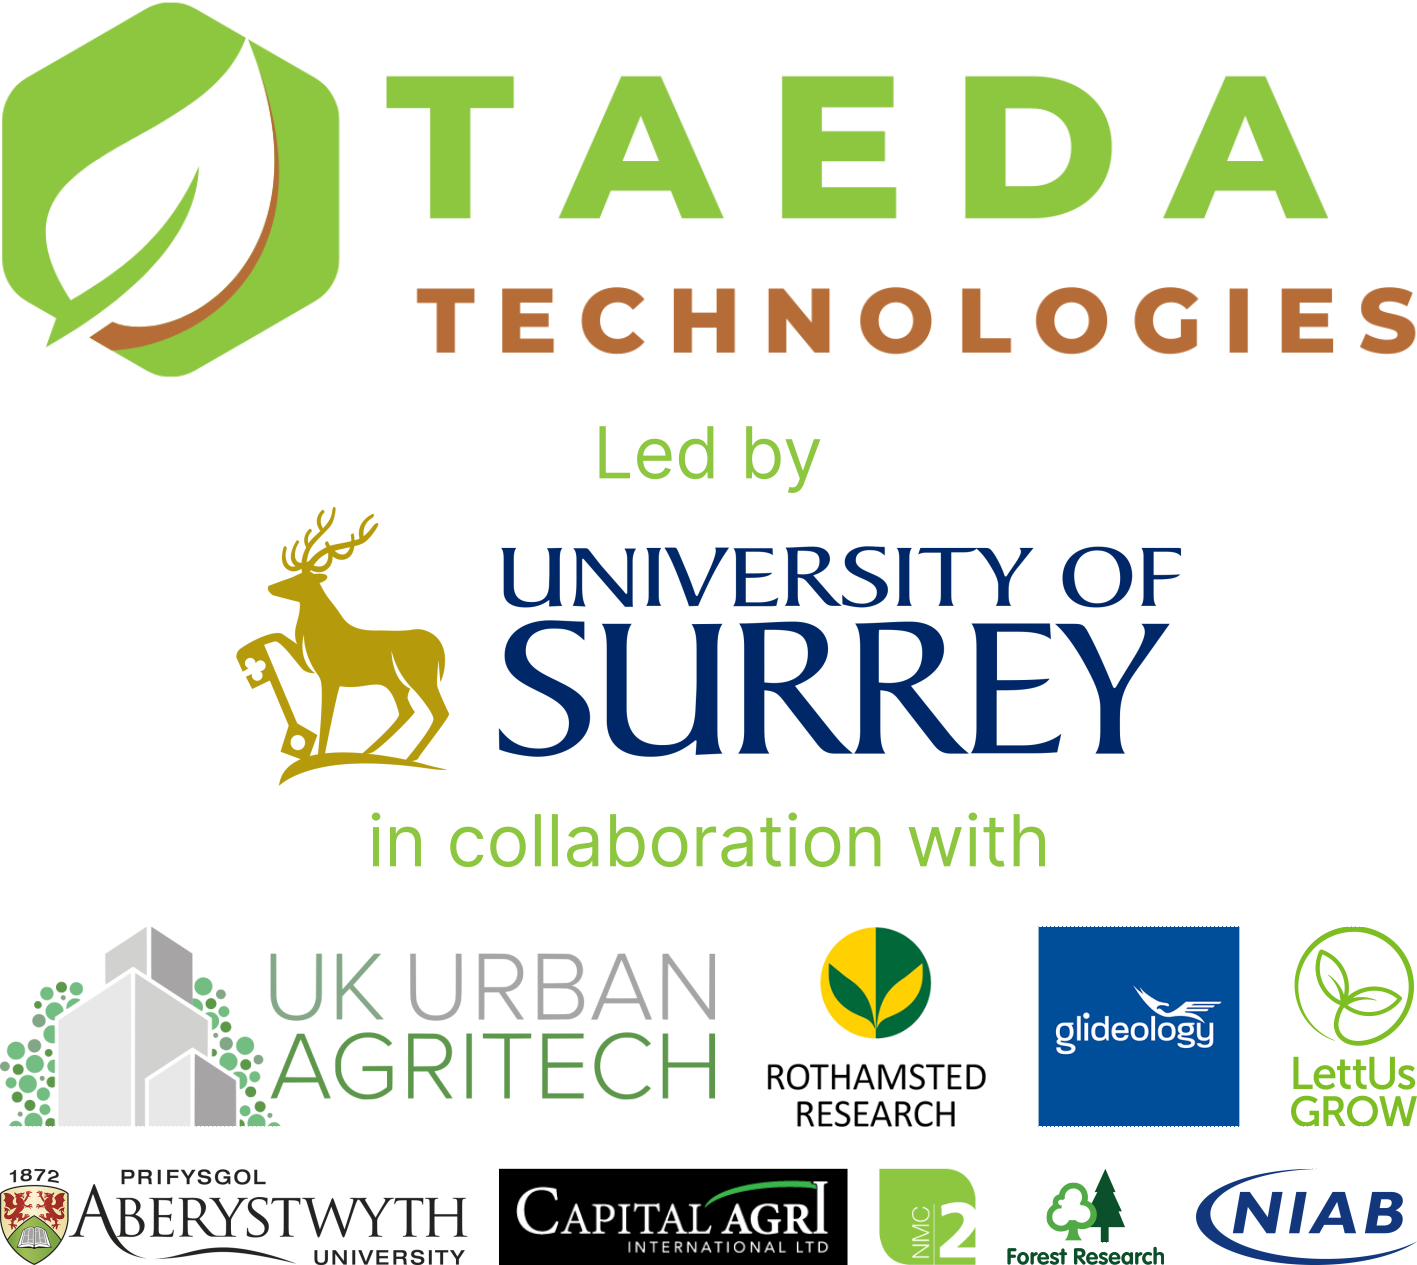 TAEDA
TECHNOLOGIES
Led by
UNIVERSITY OF
SURREY
in collaboration with
UK URBAN
AGRITECH
ROTHAMSTED
RESEARCH
glideology
LettUs
GROW
1872
PRIFYSGOL
ABERYSTWYTH
UNIVERSITY
CAPITAL AGRI
INTERNATIONAL LTD
NMC
2
Forest Research
NIAB